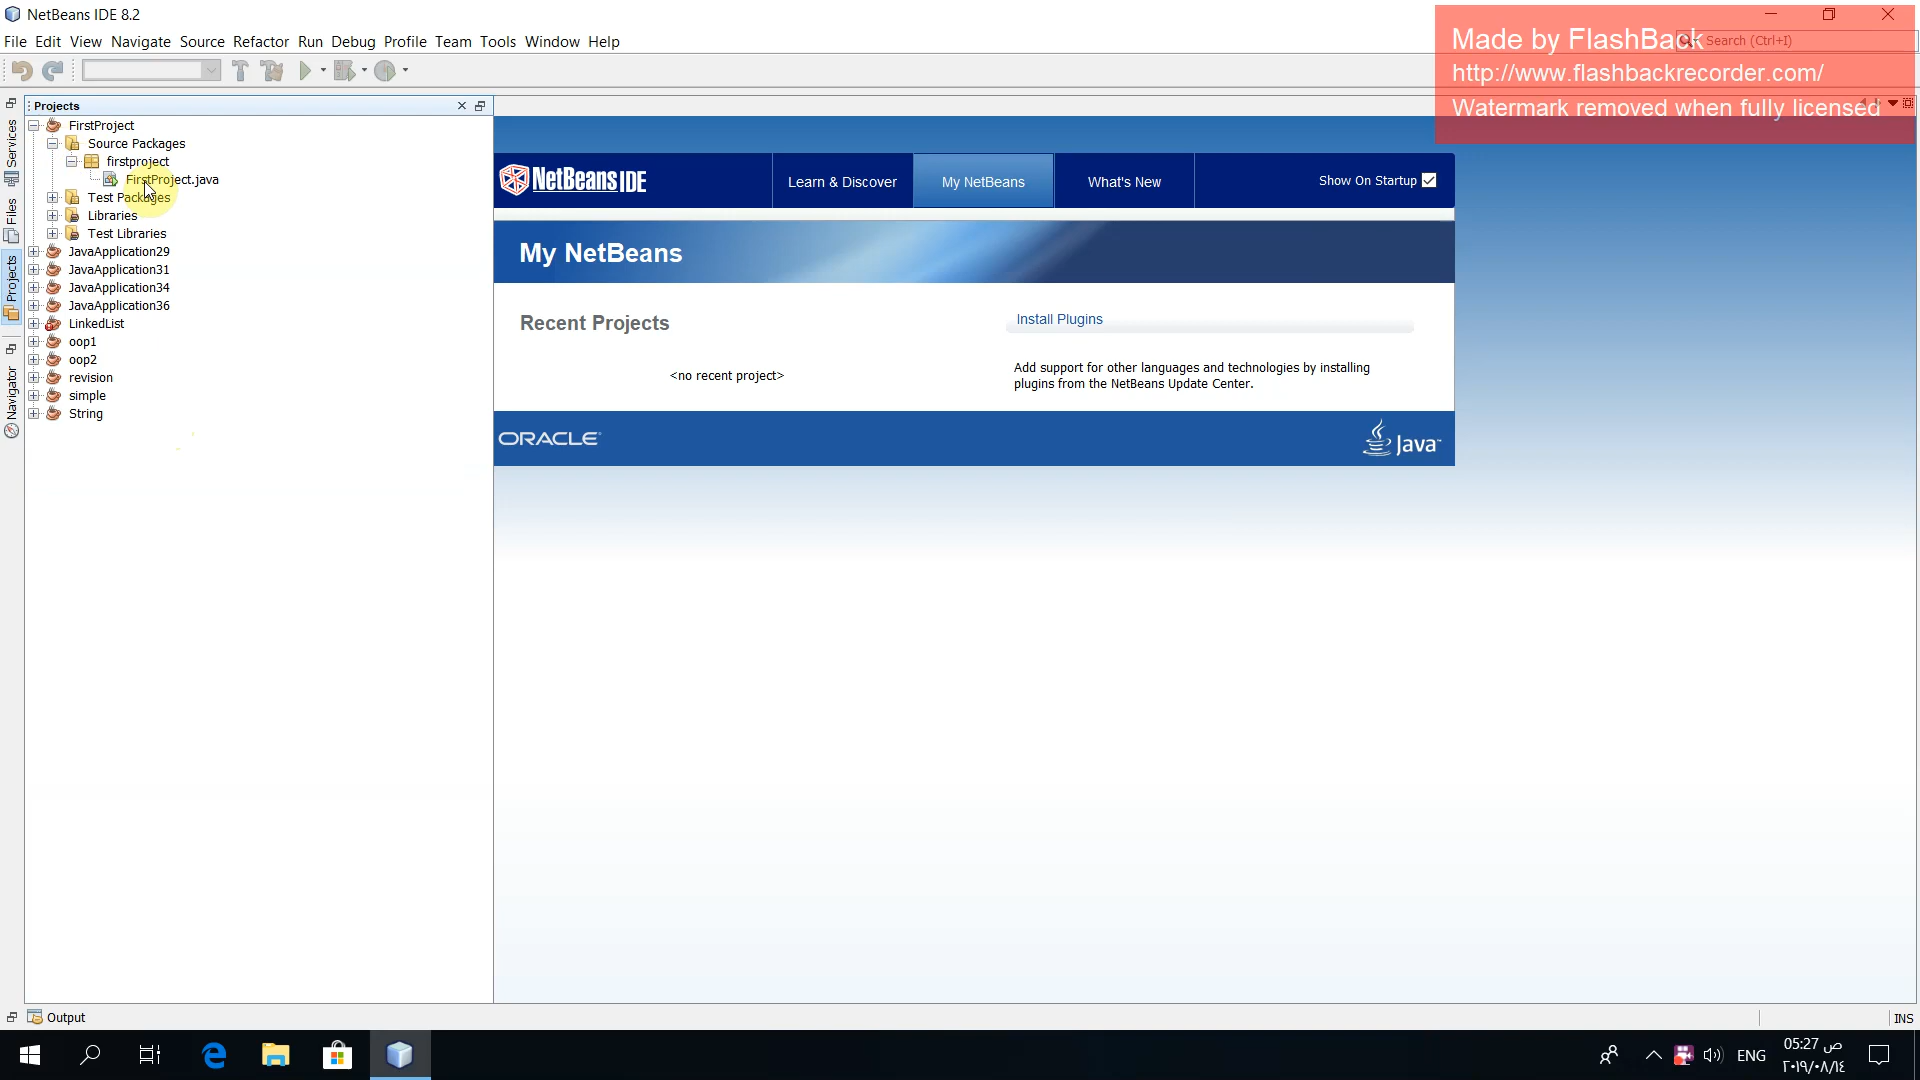 NetBeans IDE 8.2
File Edit View Navigate Source Refactor Run Debug Profile Team Tools Window Help
Search (Ctrl+I)
Made by FlashBack
http://www.flashbackrecorder.com/
Watermark removed when fully licensed
Services
Files
Projects
Navigator
Projects
FirstProject
Source Packages
firstproject
FirstProject.java
Test Packages
Libraries
Test Libraries
JavaApplication29
JavaApplication31
JavaApplication34
JavaApplication36
LinkedList
oop1
oop2
revision
simple
String
NetBeans IDE
Learn & Discover
My NetBeans
What's New
Show On Startup
My NetBeans
Recent Projects
<no recent project>
Install Plugins
Add support for other languages and technologies by installing
plugins from the NetBeans Update Center.
ORACLE
Java
Output
INS
ENG
05:27 ص
٢٠١٩/٠٨/١٤